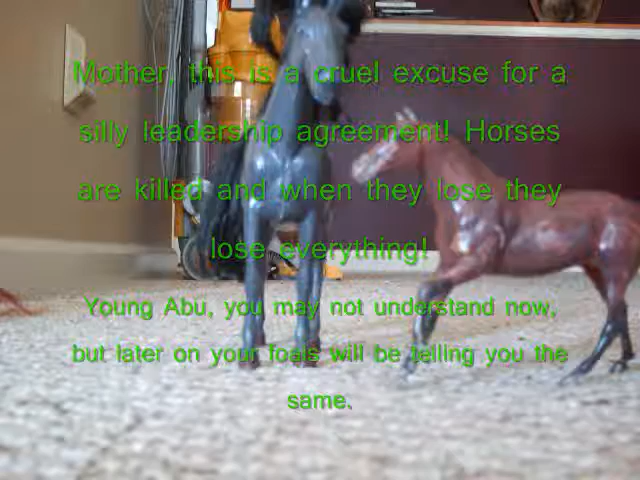 Mother, this is a cruel excuse for a
silly leadership agreement! Horses
are killed and when they lose they
lose everything!
Young Abu, you may not understand now,
but later on your foals will be telling you the
same.